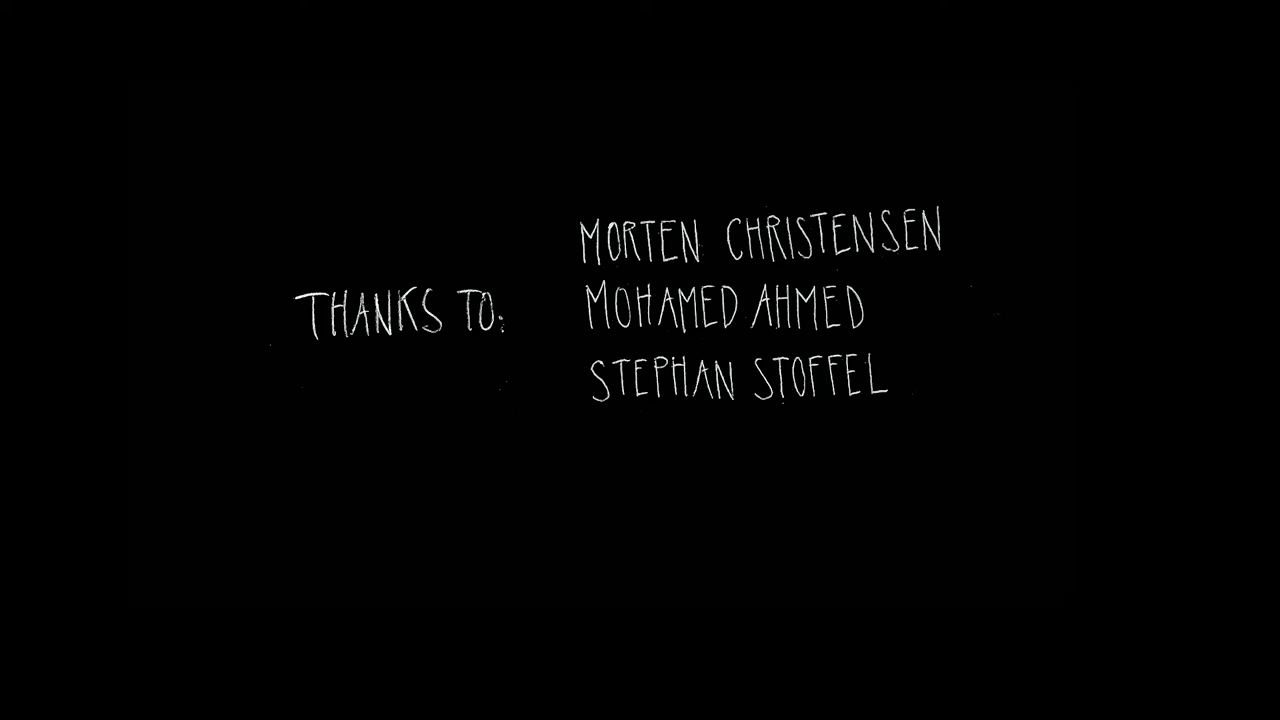 MORTEN CHRISTENSEN
THANKS TO: MOHAMED AHMED
STEPHAN STOFFEL